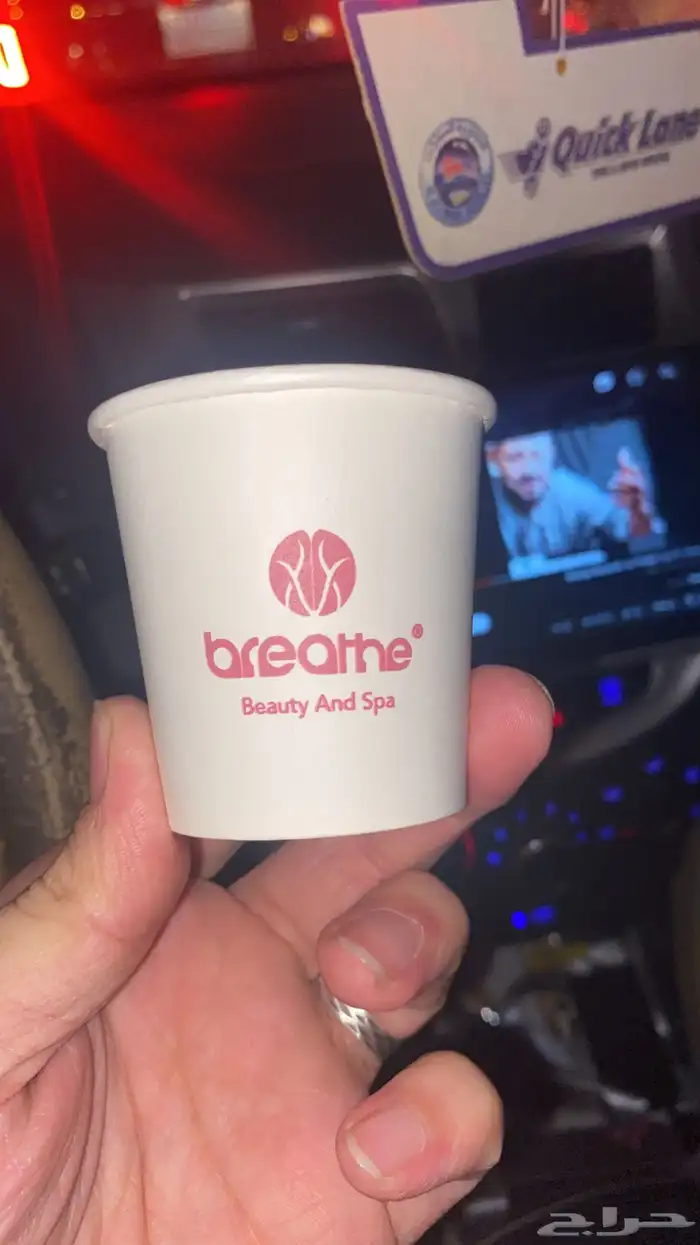 Quick Lane
breathe®
Beauty And Spa
حراج